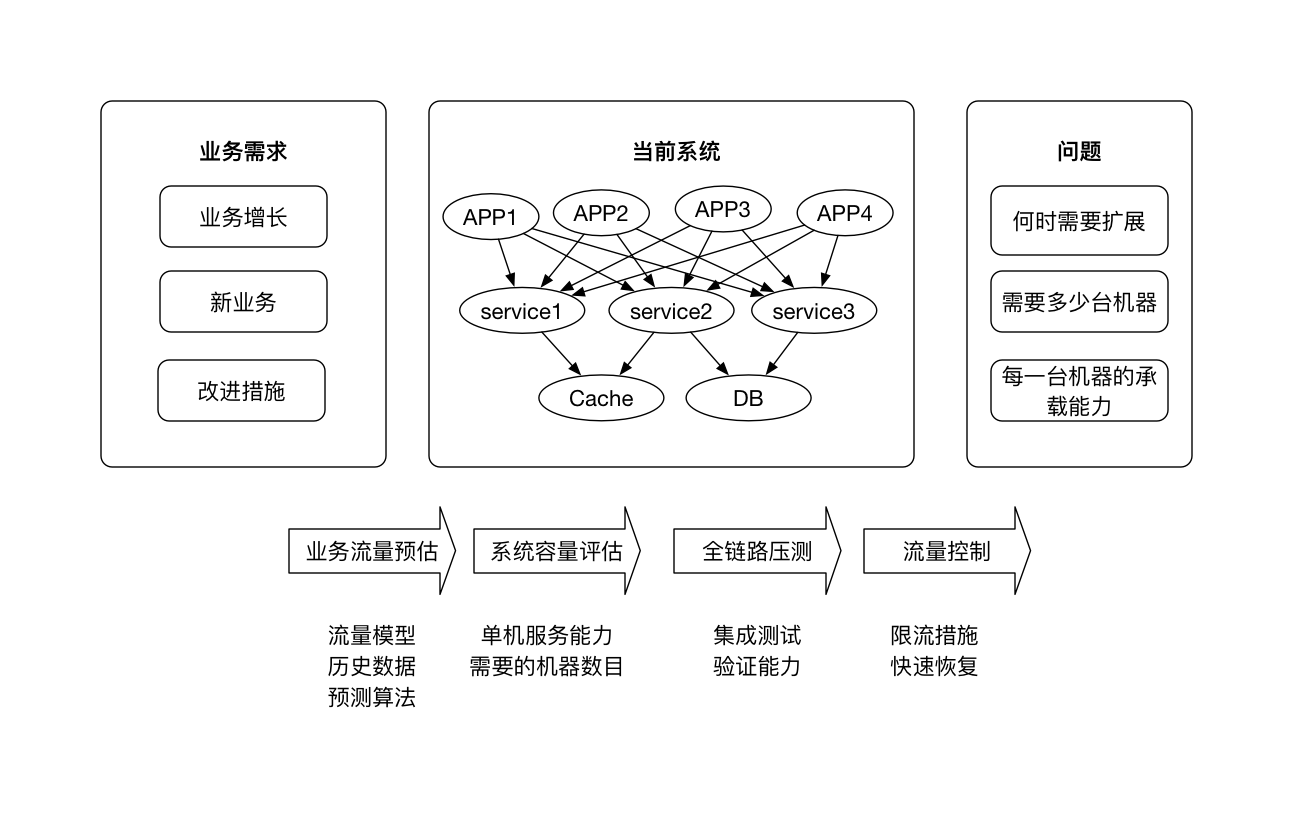 业务需求
业务增长
新业务
改进措施
当前系统
APP1
APP2
APP3
APP4
service1
service2
service3
Cache
DB
问题
何时需要扩展
需要多少台机器
每一台机器的承
载能力
业务流量预估
系统容量评估
全链路压测
流量控制
流量模型
历史数据
预测算法
单机服务能力
需要的机器数目
集成测试
验证能力
限流措施
快速恢复